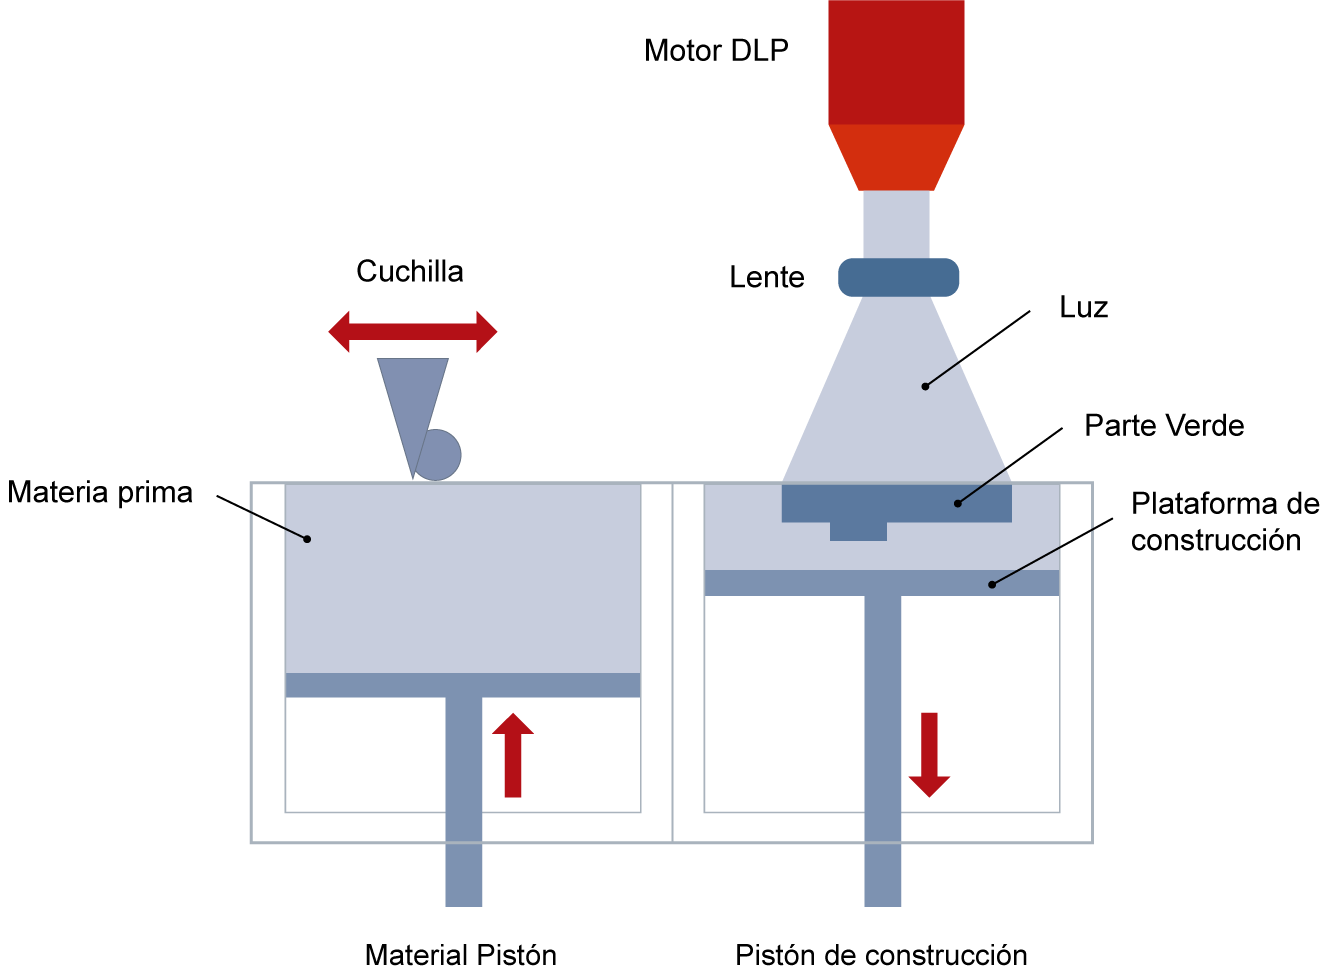 Motor DLP
Cuchilla
Lente
Luz
Parte Verde
Materia prima
Plataforma de
construcción
Material Pistón
Pistón de construcción